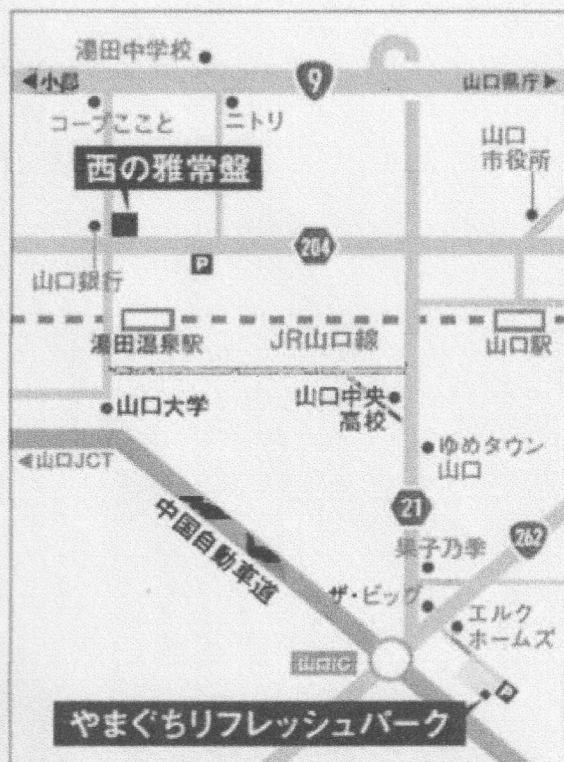 湯田中学校
◀小郡
9
山口県庁▶
コープこごと
ニトリ
山口
市役所
西の雅常盤
204
P
山口銀行
湯田温泉駅
JR山口線
山口駅
山口大学
山口中央
高校
◀山口JCT
ゆめタウン
山口
中国自動車道
21
262
果子乃季
ザ・ビッグ
エルク
ホームズ
山口IC
P
やまぐちリフレッシュパーク